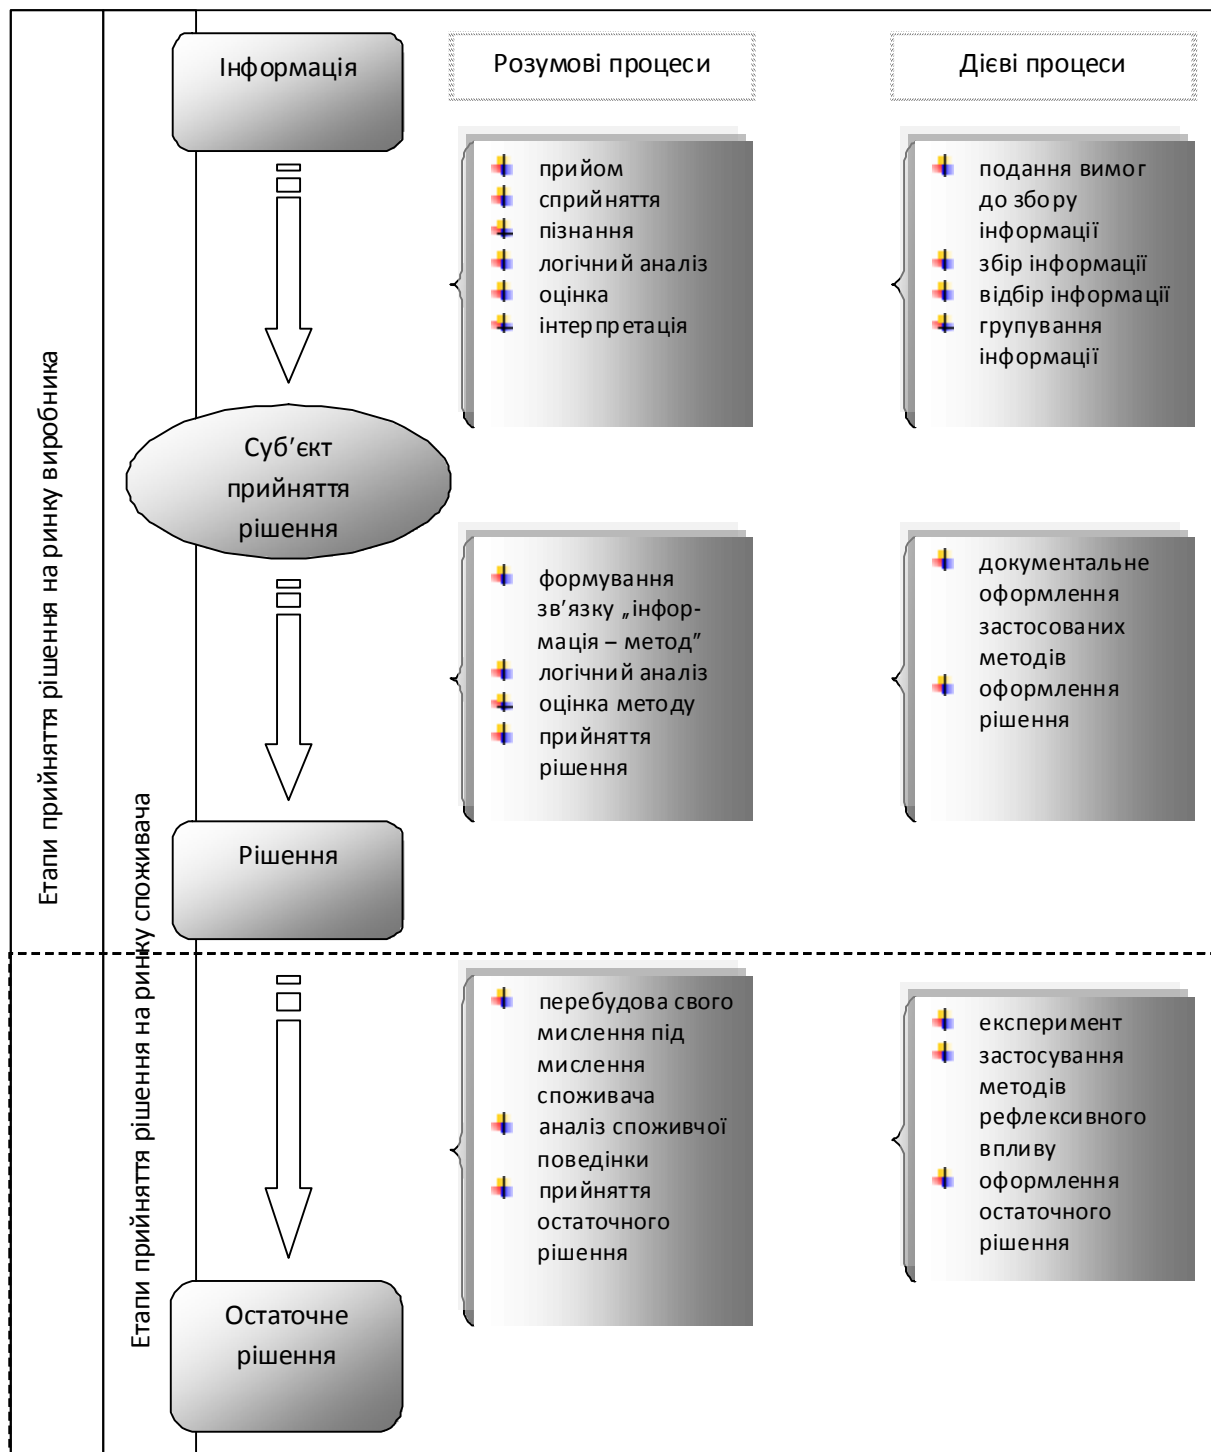 Етапи прийняття рішення на ринку виробника
Етапи прийняття рішення на ринку споживача
Інформація
Розумові процеси
Дієві процеси
прийом
сприйняття
пізнання
логічний аналіз
оцінка
інтерпретація
подання вимог
до збору
інформації
збір інформації
відбір інформації
групування
інформації
Суб’єкт
прийняття
рішення
формування
зв’язку „інфор-
мація – метод”
логічний аналіз
оцінка методу
прийняття
рішення
документальне
оформлення
застосованих
методів
оформлення
рішення
Рішення
перебудова свого
мислення під
мислення
споживача
аналіз споживчої
поведінки
прийняття
остаточного
рішення
експеримент
застосування
методів
рефлексивного
впливу
оформлення
остаточного
рішення
Остаточне
рішення